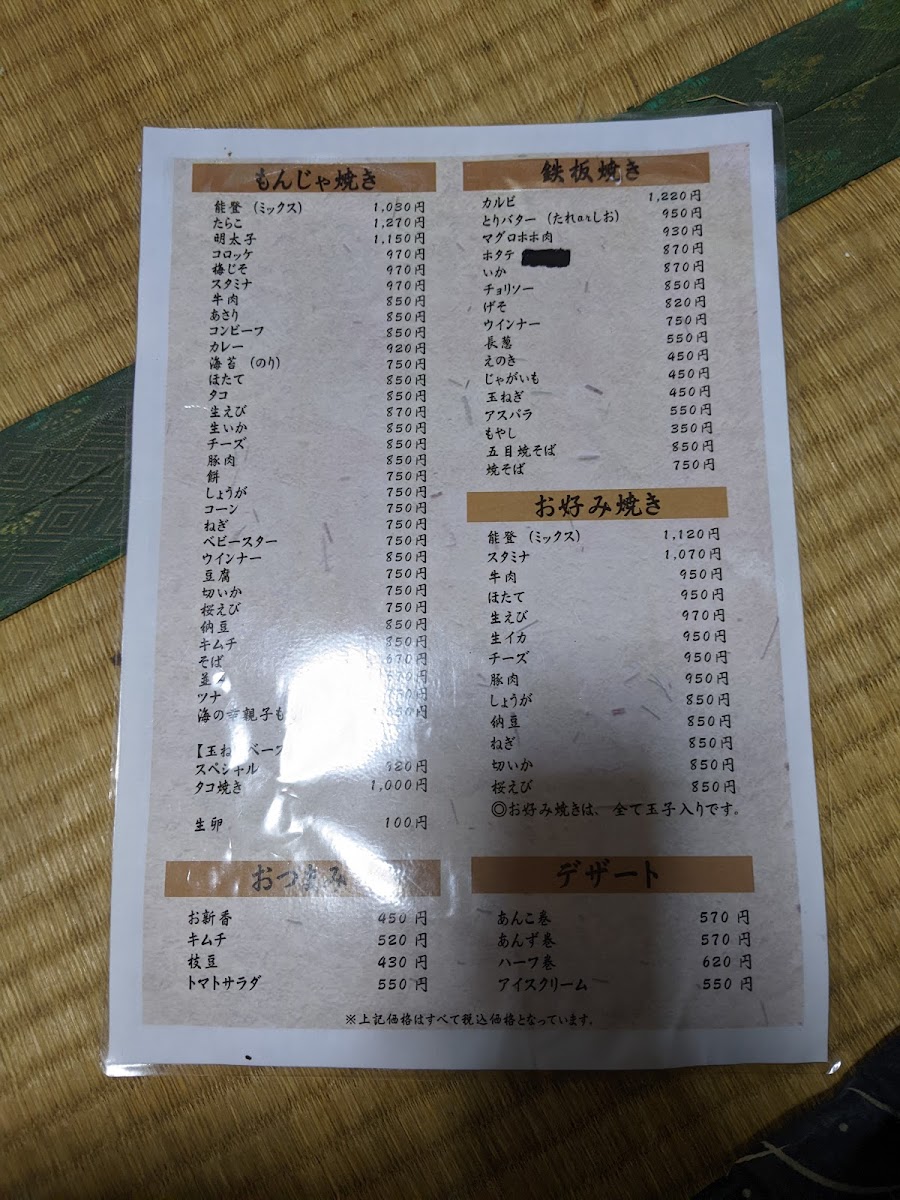 もんじゃ焼き
能登（ミックス） 1,030円
たらこ 1,270円
明太子 1,150円
コロッケ 970円
梅じそ 970円
スタミナ 970円
牛肉 850円
あさり 850円
コンビーフ 850円
カレー 920円
海苔（のり） 750円
ほたて 850円
タコ 850円
生えび 870円
生いか 850円
チーズ 850円
豚肉 850円
餅 750円
しょうが 750円
コーン 750円
ねぎ 750円
ベビースター 750円
ウインナー 850円
豆腐 750円
切いか 750円
桜えび 750円
納豆 850円
キムチ 850円
そば 670円
ツナ
海の幸親子も
【玉ね ベース
スペシャル 920円
タコ焼き 1,000円
生卵 100円
おつまみ
お新香 450円
キムチ 520円
枝豆 430円
トマトサラダ 550円
鉄板焼き
カルビ 1,220円
とりバター（たれorしお） 950円
マグロホホ肉 930円
ホタテ 870円
いか 870円
チョリソー 850円
げそ 820円
ウインナー 750円
長葱 550円
えのき 450円
じゃがいも 450円
玉ねぎ 450円
アスパラ 550円
もやし 350円
五目焼そば 850円
焼そば 750円
お好み焼き
能登（ミックス） 1,120円
スタミナ 1,070円
牛肉 950円
ほたて 950円
生えび 970円
生イカ 950円
チーズ 950円
豚肉 950円
しょうが 850円
納豆 850円
ねぎ 850円
切いか 850円
桜えび 850円
◎お好み焼きは、全て玉子入りです。
デザート
あんこ巻 570円
あんず巻 570円
ハーフ巻 620円
アイスクリーム 550円
※上記価格はすべて税込価格となっています。